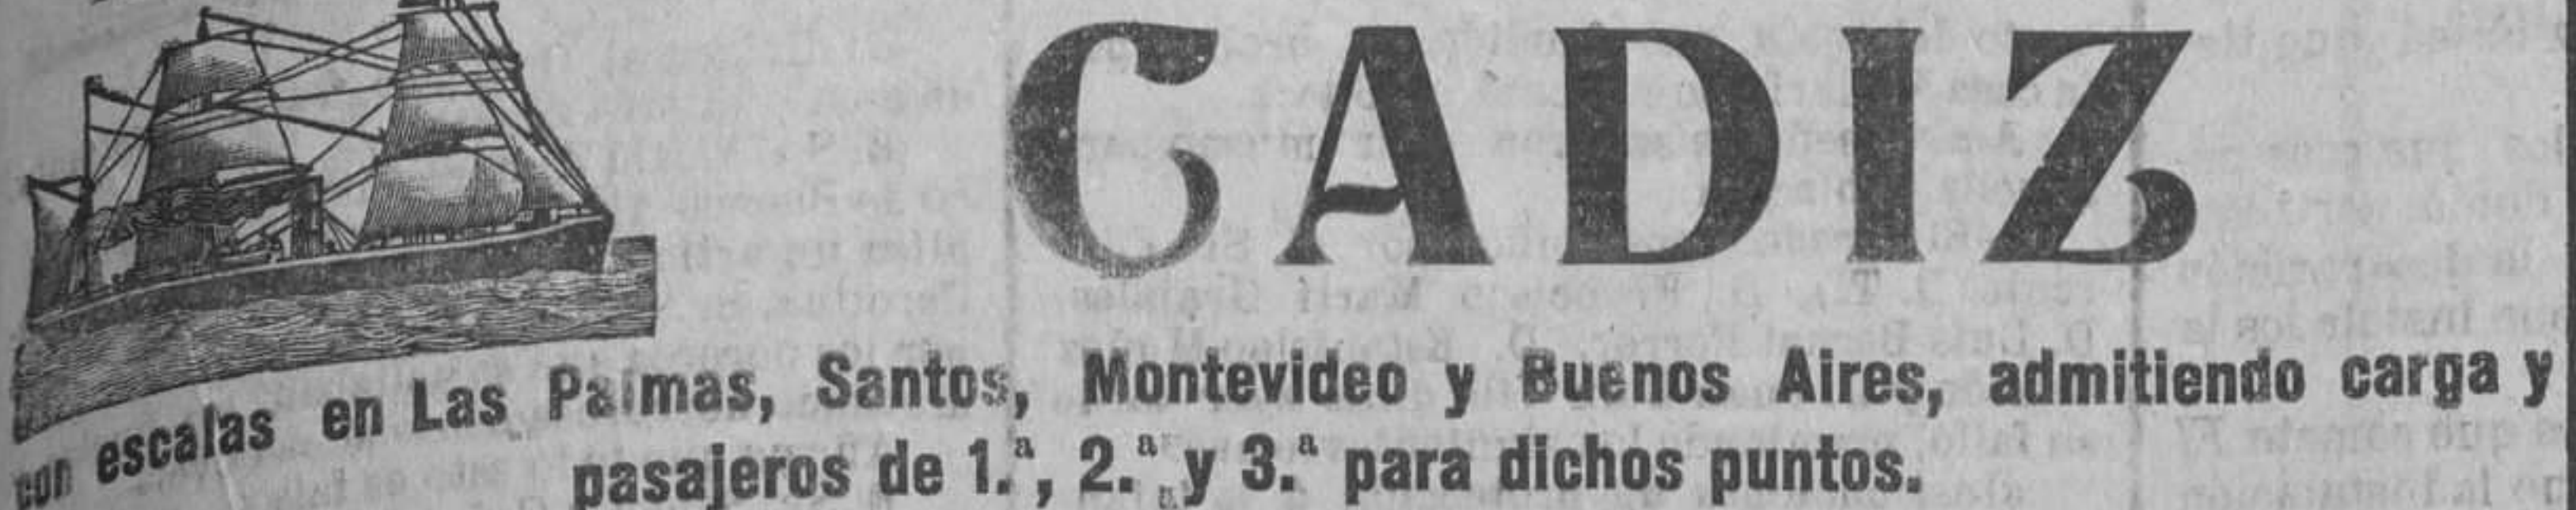 CADIZ
con escalas en Las Palmas, Santos, Montevideo y Buenos Aires, admitiendo carga y
pasajeros de 1.ª, 2.ª y 3.ª para dichos puntos.